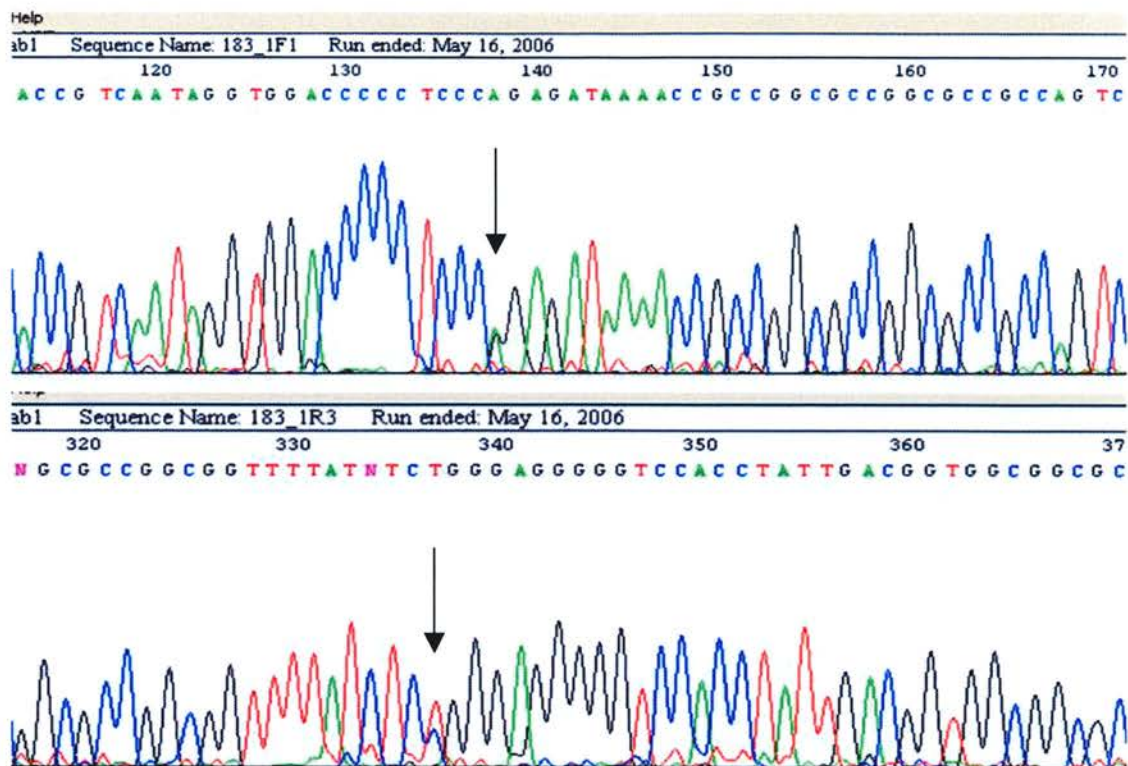 Help
ab1 Sequence Name: 183_1F1 Run ended: May 16, 2006
120 130 140 150 160 170
ACCGTCAATAGGTGGACCCCCTCCCAGAGATAAAACCGCCGGCGCCGGCGCCGCCAGTC
ab1 Sequence Name: 183_1R3 Run ended: May 16, 2006
320 330 340 350 360 37
NGCGCCGGCGGTTTTATNTCTGGGAGGGGGTCCACCTATTGACGGTGGCGGCGC